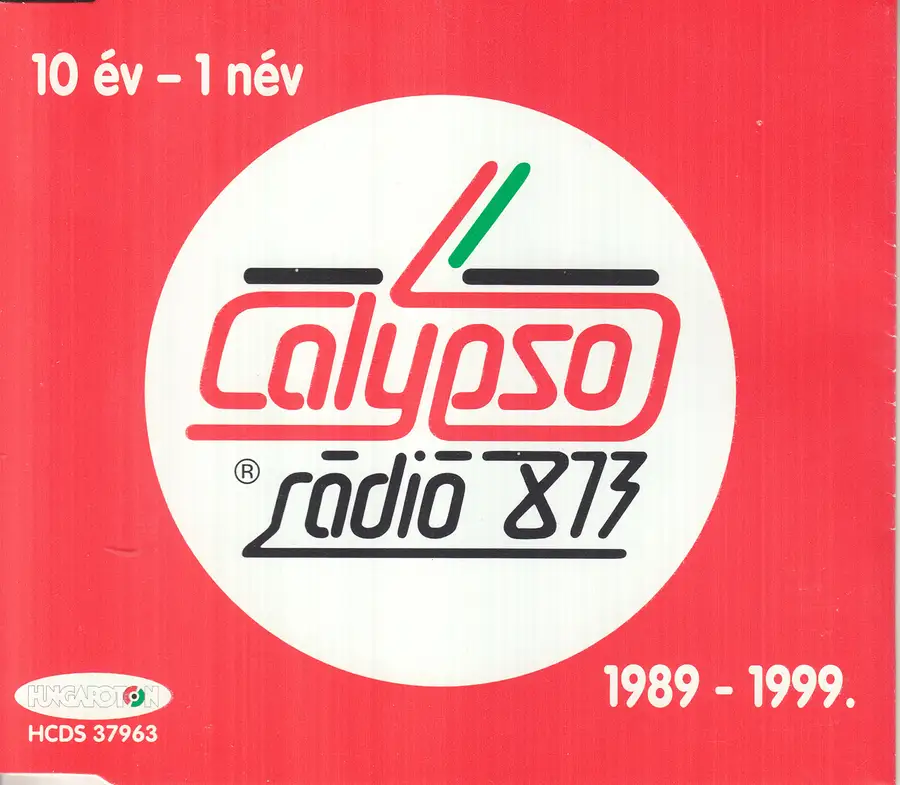 10 év – 1 név
Calypso
® rádió 873
1989 - 1999.
HUNGAROTON
HCDS 37963